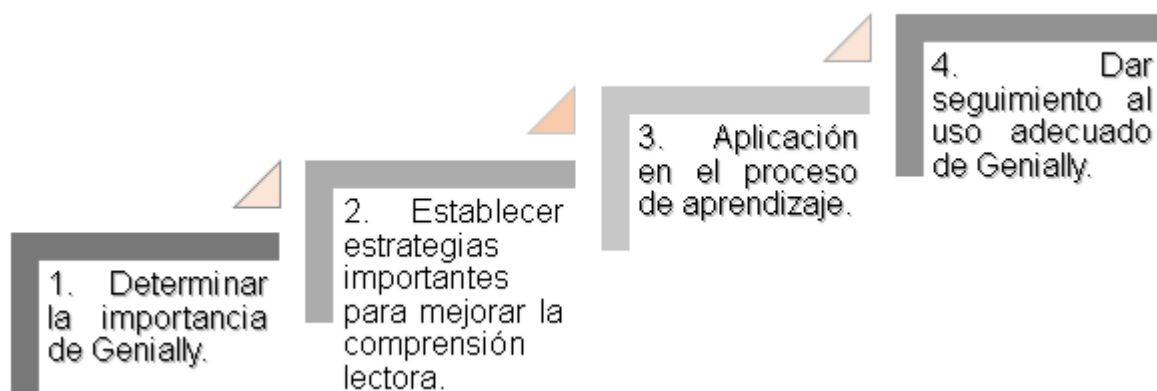 1. Determinar
la importancia
de Genially.
2. Establecer
estrategias
importantes
para mejorar la
comprensión
lectora.
3. Aplicación
en el proceso
de aprendizaje.
4. Dar
seguimiento al
uso adecuado
de Genially.